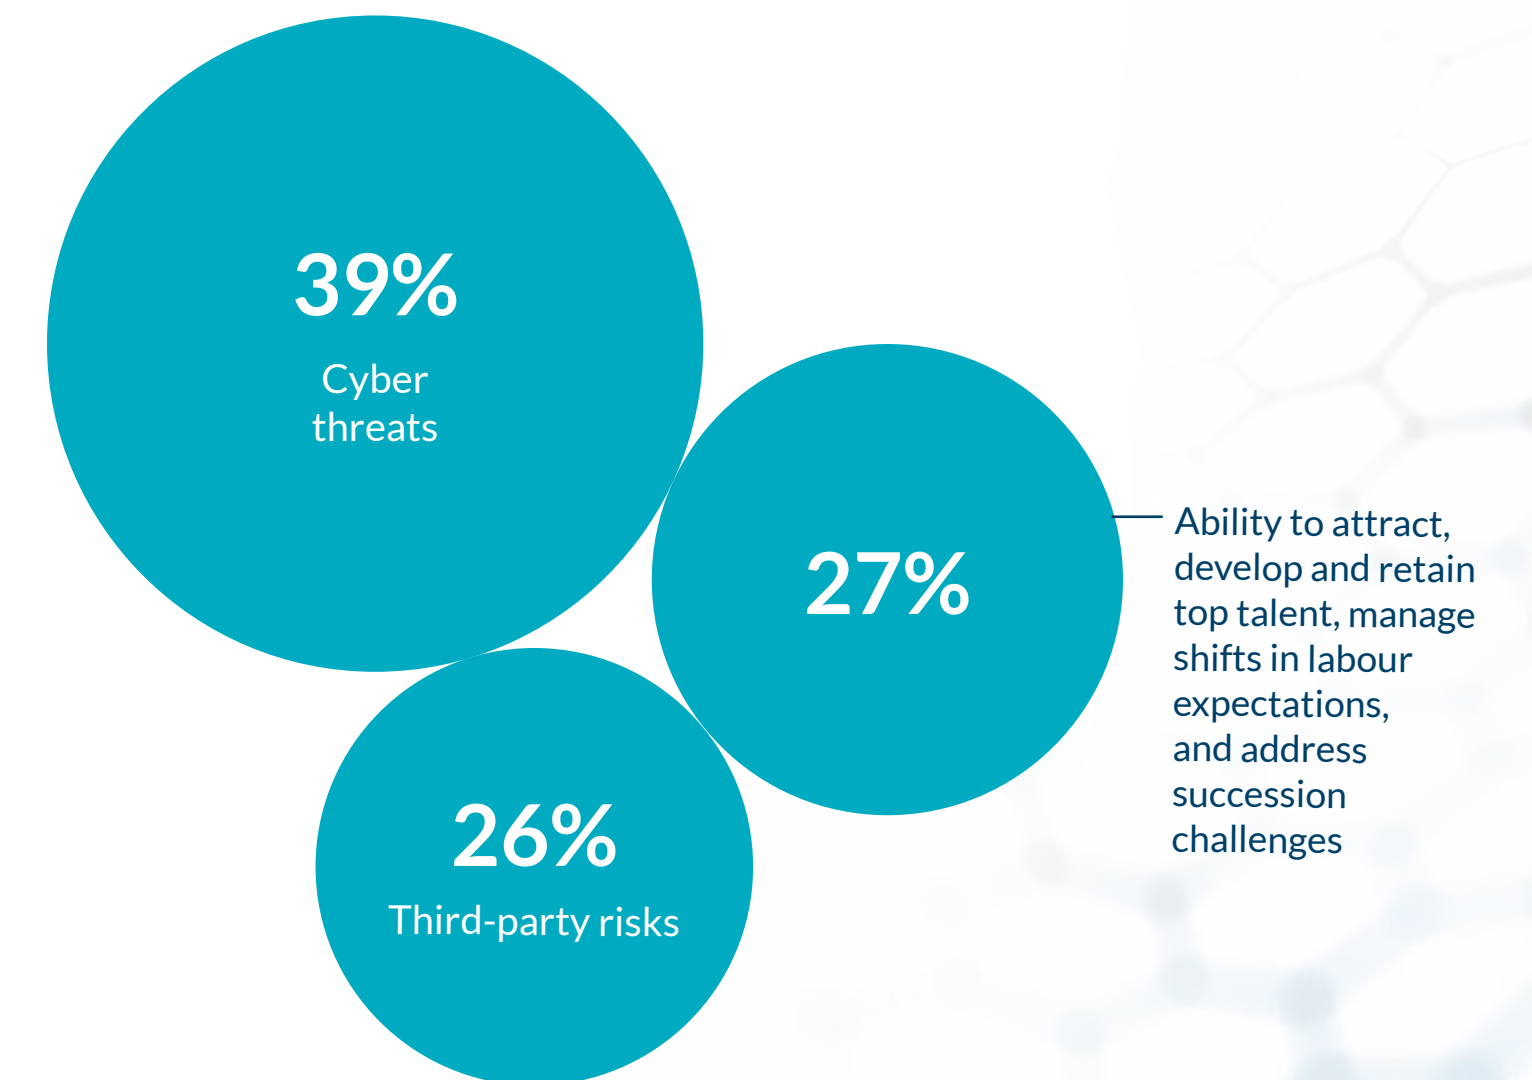 39%
Cyber
threats
27%
Ability to attract,
develop and retain
top talent, manage
shifts in labour
expectations,
and address
succession
challenges
26%
Third-party risks